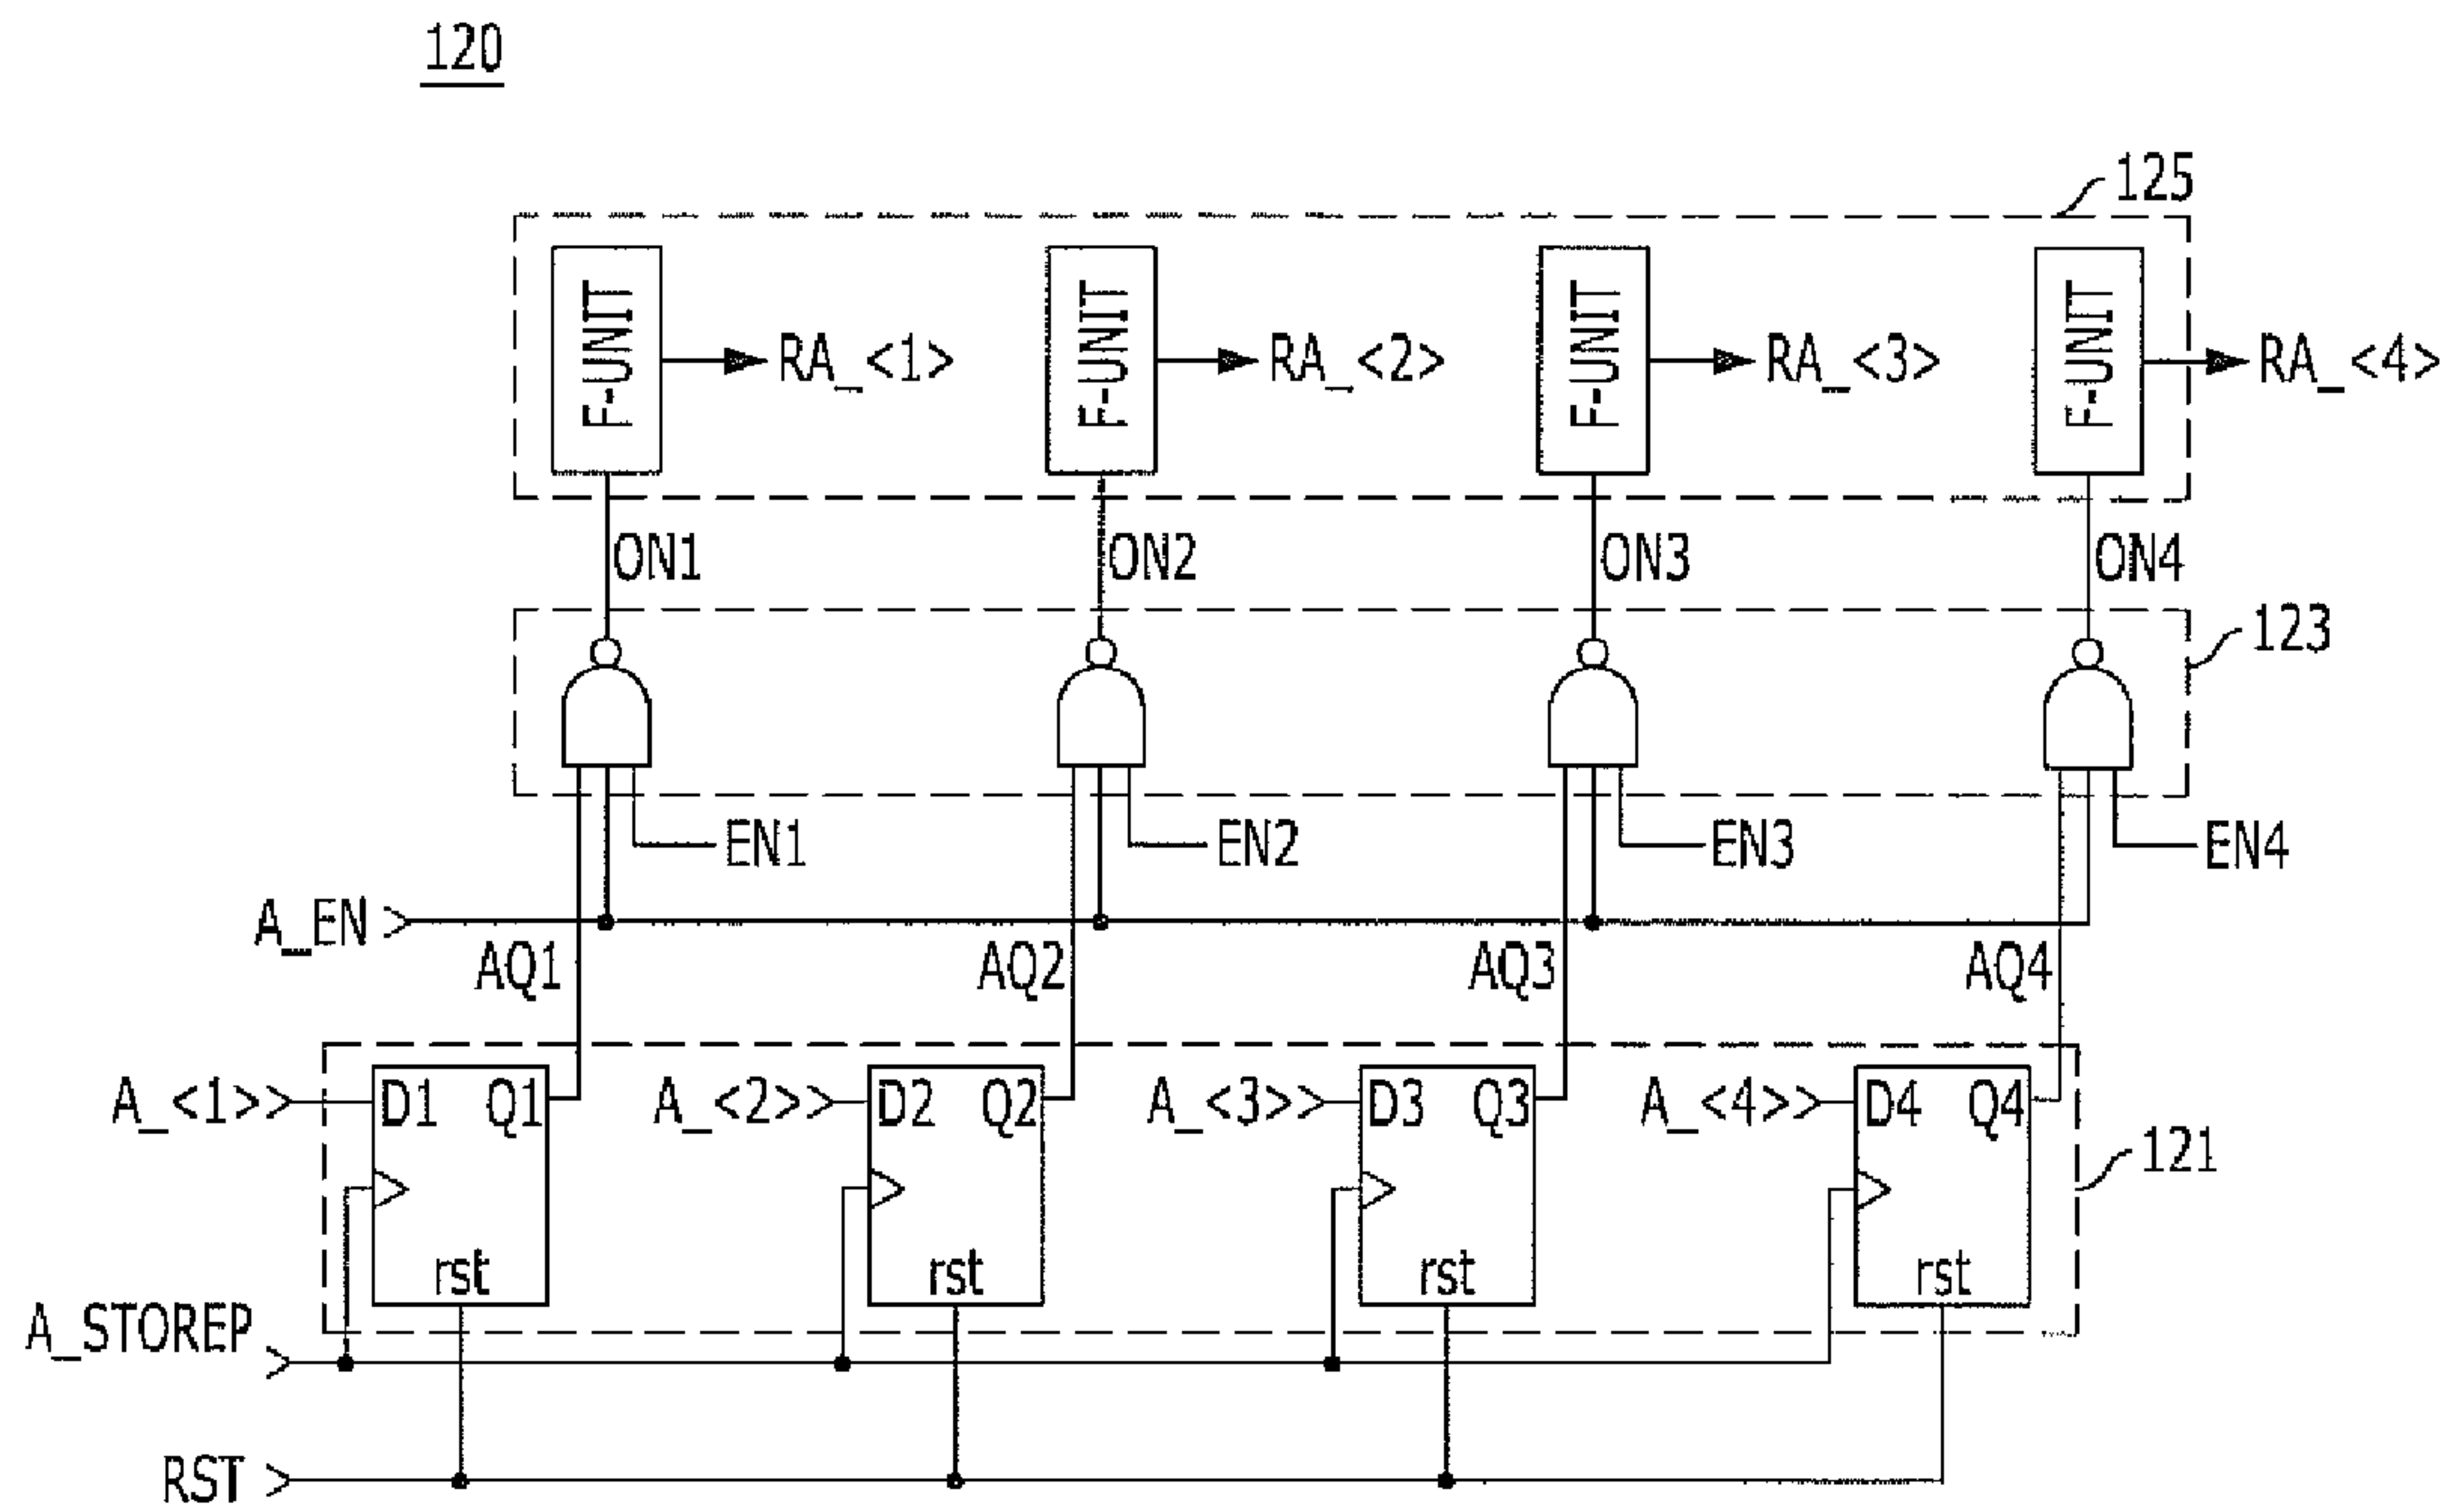 120
125
F-UNIT RA_<1> F-UNIT RA_<2> F-UNIT RA_<3> F-UNIT RA_<4>
ON1 ON2 ON3 ON4
123
EN1 EN2 EN3 EN4
A_EN
AQ1 AQ2 AQ3 AQ4
A_<1> D1 Q1 A_<2> D2 Q2 A_<3> D3 Q3 A_<4> D4 Q4
121
rst rst rst rst
A_STOREP
RST